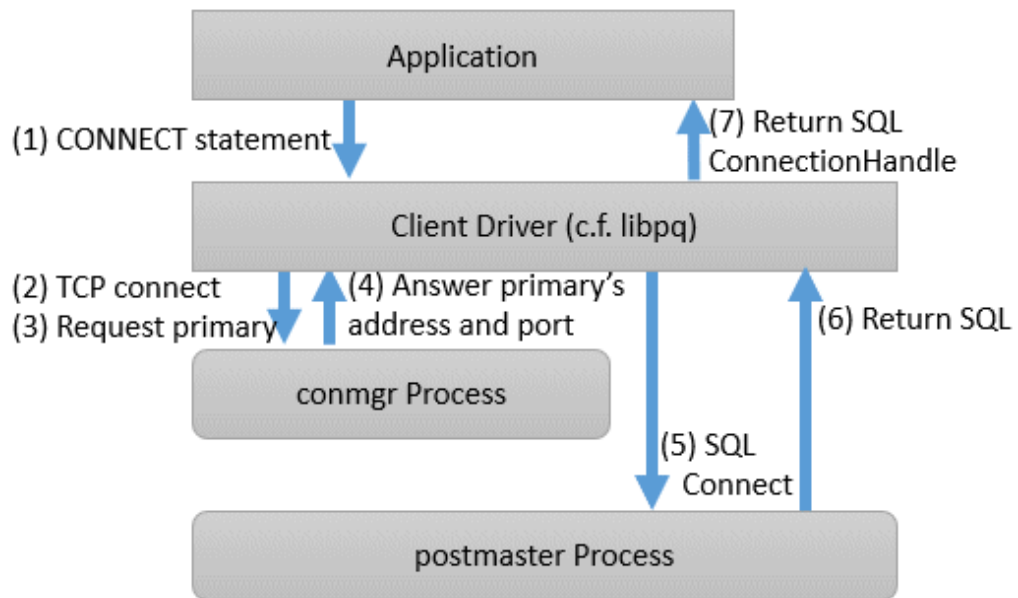 Application
(1) CONNECT statement
(7) Return SQL
ConnectionHandle
Client Driver (c.f. libpq)
(2) TCP connect
(3) Request primary
(4) Answer primary’s
address and port
(6) Return SQL
conmgr Process
(5) SQL
Connect
postmaster Process